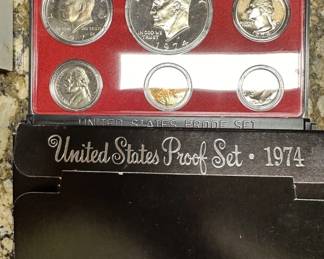 IN GOD WE
TRUST
1974
UNITED STATES PROOF SET
United States Proof Set · 1974